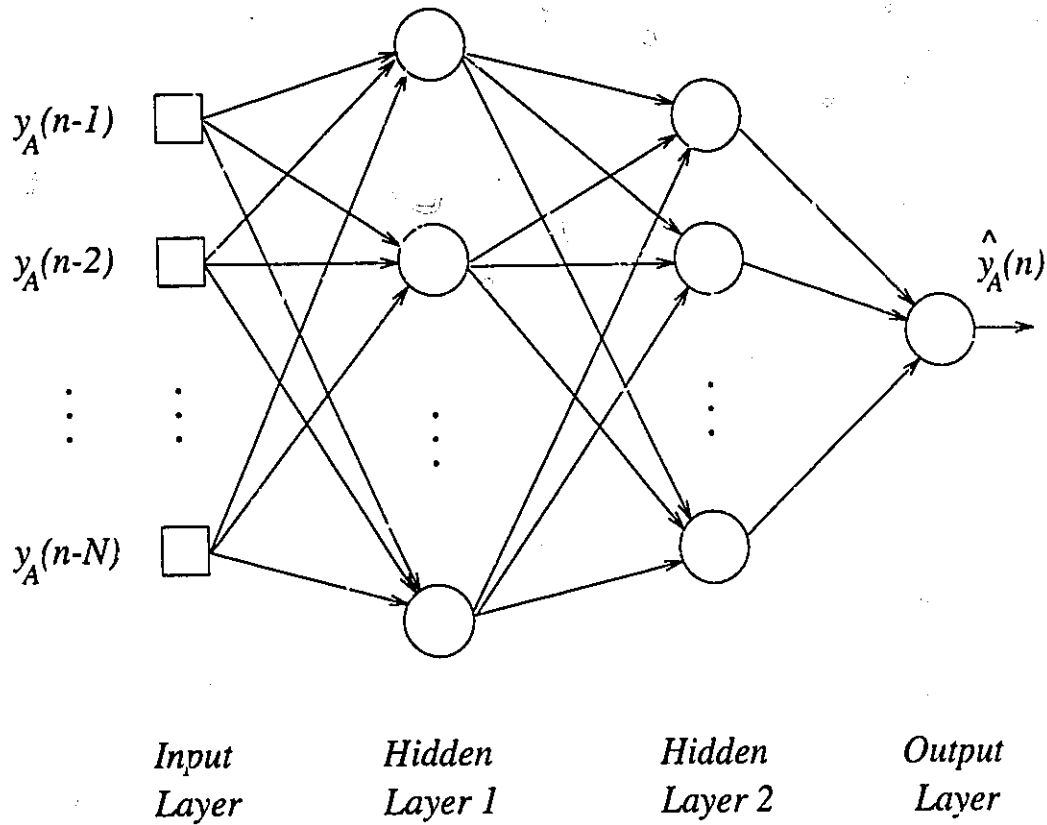 y_A(n-1)
y_A(n-2)
ŷ_A(n)
y_A(n-N)
Input Layer
Hidden Layer 1
Hidden Layer 2
Output Layer